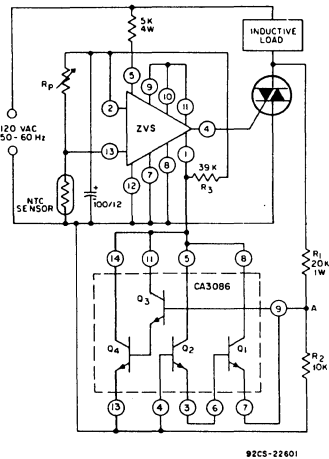 5K
4W
INDUCTIVE
LOAD
RP
5
9
10
11
2
ZVS
4
120 VAC
50-60 Hz
13
1
12
7
8
39K
R3
NTC
SENSOR
+
100/12
14
11
5
8
R1
20K
1W
CA3086
Q3
9
A
Q4
Q2
Q1
R2
10K
13
4
3
6
7
92CS-22601